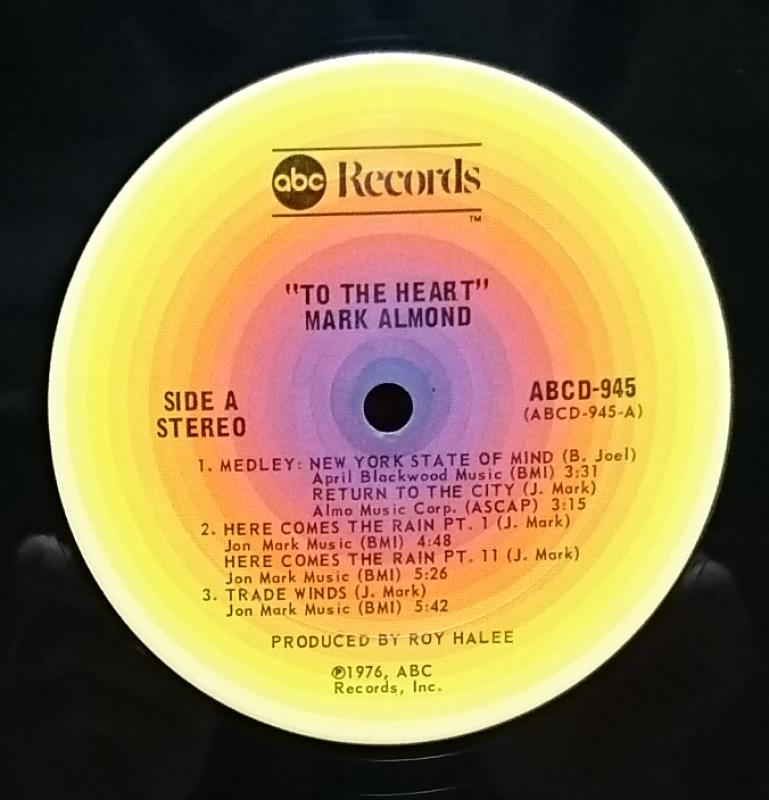 abc Records
TM
"TO THE HEART"
MARK ALMOND
SIDE A
STEREO
ABCD-945
(ABCD-945-A)
1. MEDLEY: NEW YORK STATE OF MIND (B. Joel)
April Blackwood Music (BMI) 3:31
RETURN TO THE CITY (J. Mark)
Almo Music Corp. (ASCAP) 3:15
2. HERE COMES THE RAIN PT. 1 (J. Mark)
Jon Mark Music (BMI) 4:48
HERE COMES THE RAIN PT. 11 (J. Mark)
Jon Mark Music (BMI) 5:26
3. TRADE WINDS (J. Mark)
Jon Mark Music (BMI) 5:42
PRODUCED BY ROY HALEE
℗1976, ABC
Records, Inc.